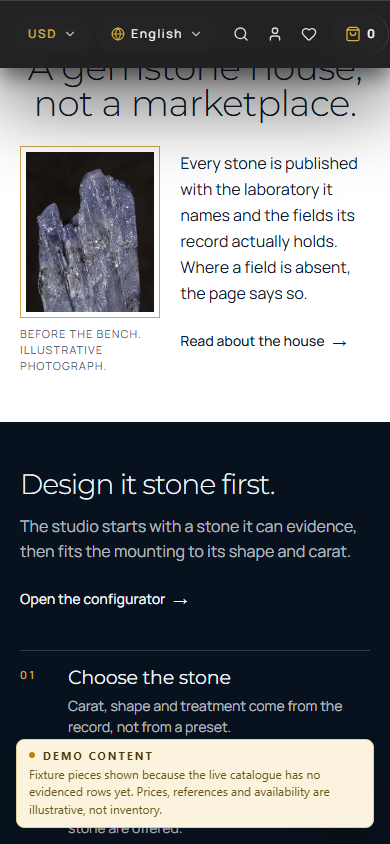 USD
English
0
A gemstone house,
not a marketplace.
Every stone is published
with the laboratory it
names and the fields its
record actually holds.
Where a field is absent,
the page says so.
Read about the house →
BEFORE THE BENCH.
ILLUSTRATIVE
PHOTOGRAPH.
Design it stone first.
The studio starts with a stone it can evidence,
then fits the mounting to its shape and carat.
Open the configurator →
01
Choose the stone
Carat, shape and treatment come from the
record, not from a preset.
DEMO CONTENT
Fixture pieces shown because the live catalogue has no
evidenced rows yet. Prices, references and availability are
illustrative, not inventory.
stone are offered.